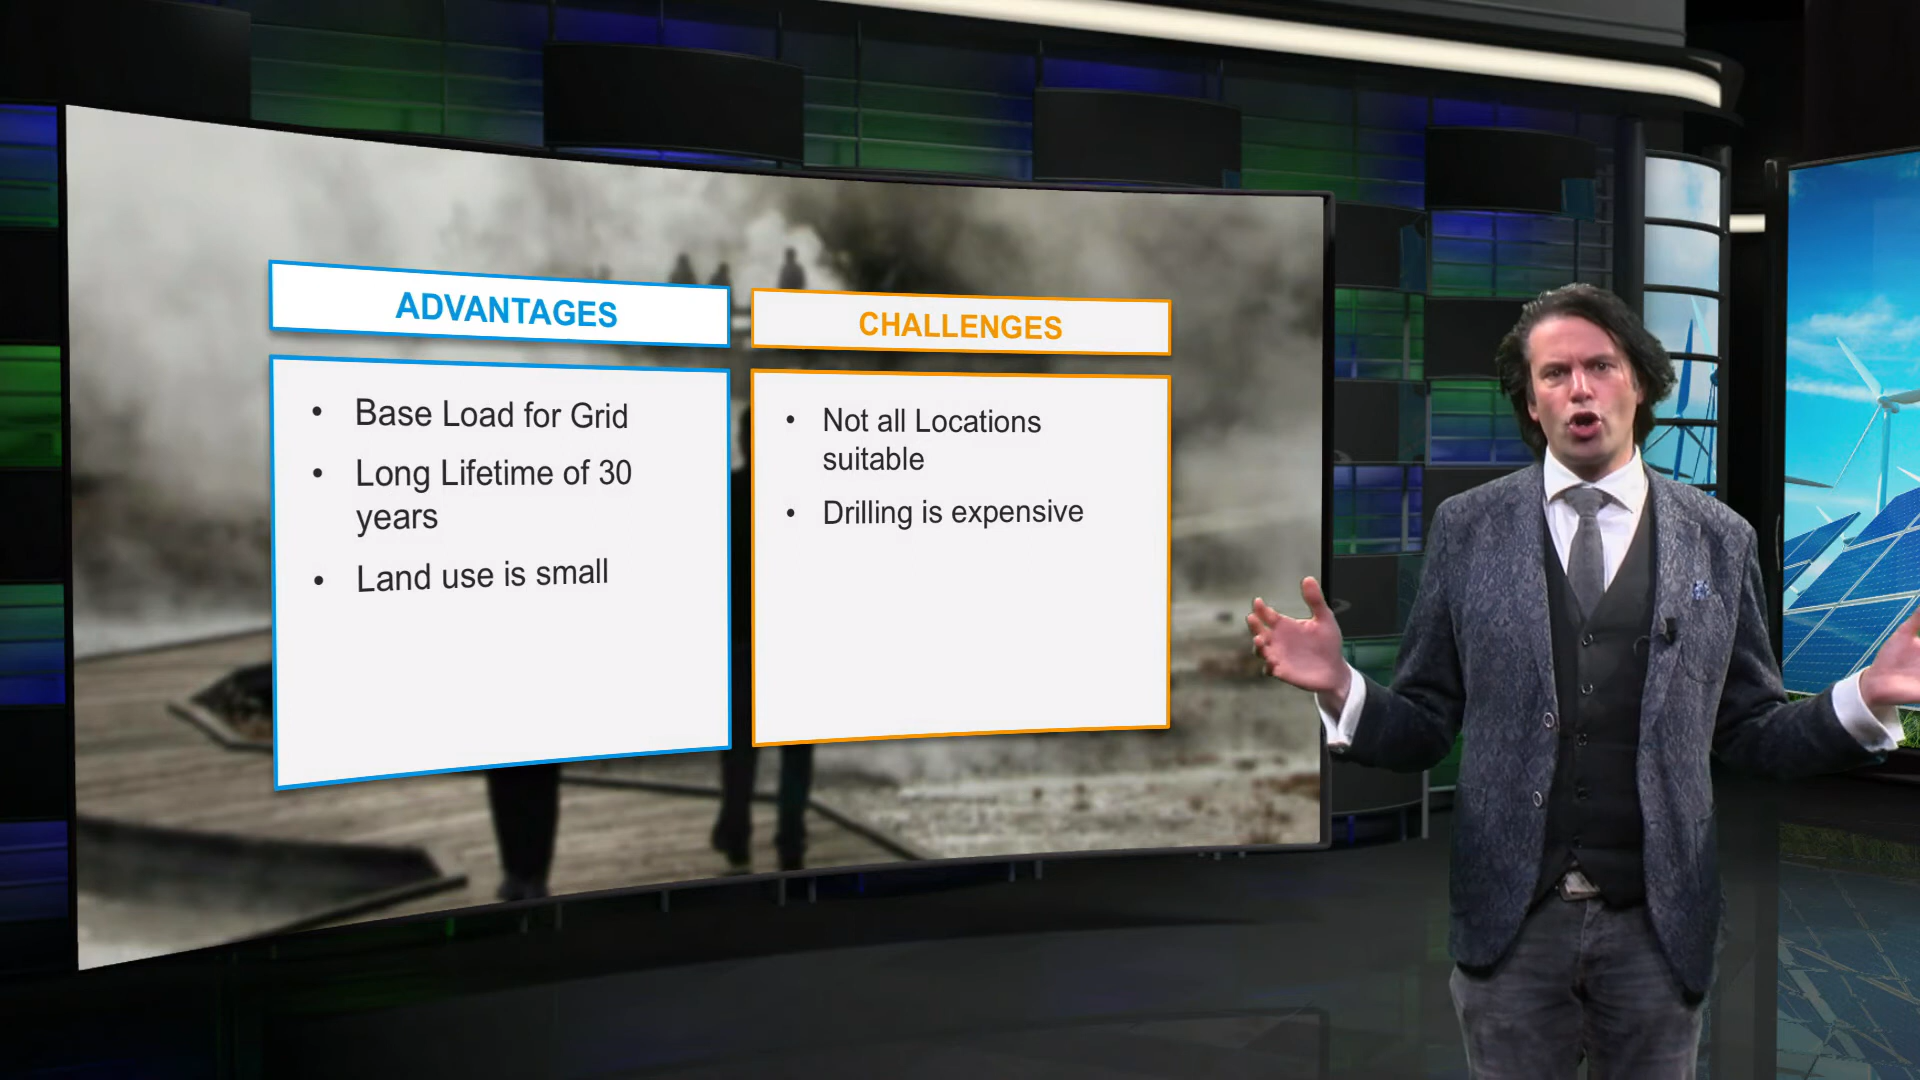 ADVANTAGES
• Base Load for Grid
• Long Lifetime of 30
years
• Land use is small
CHALLENGES
• Not all Locations
suitable
• Drilling is expensive